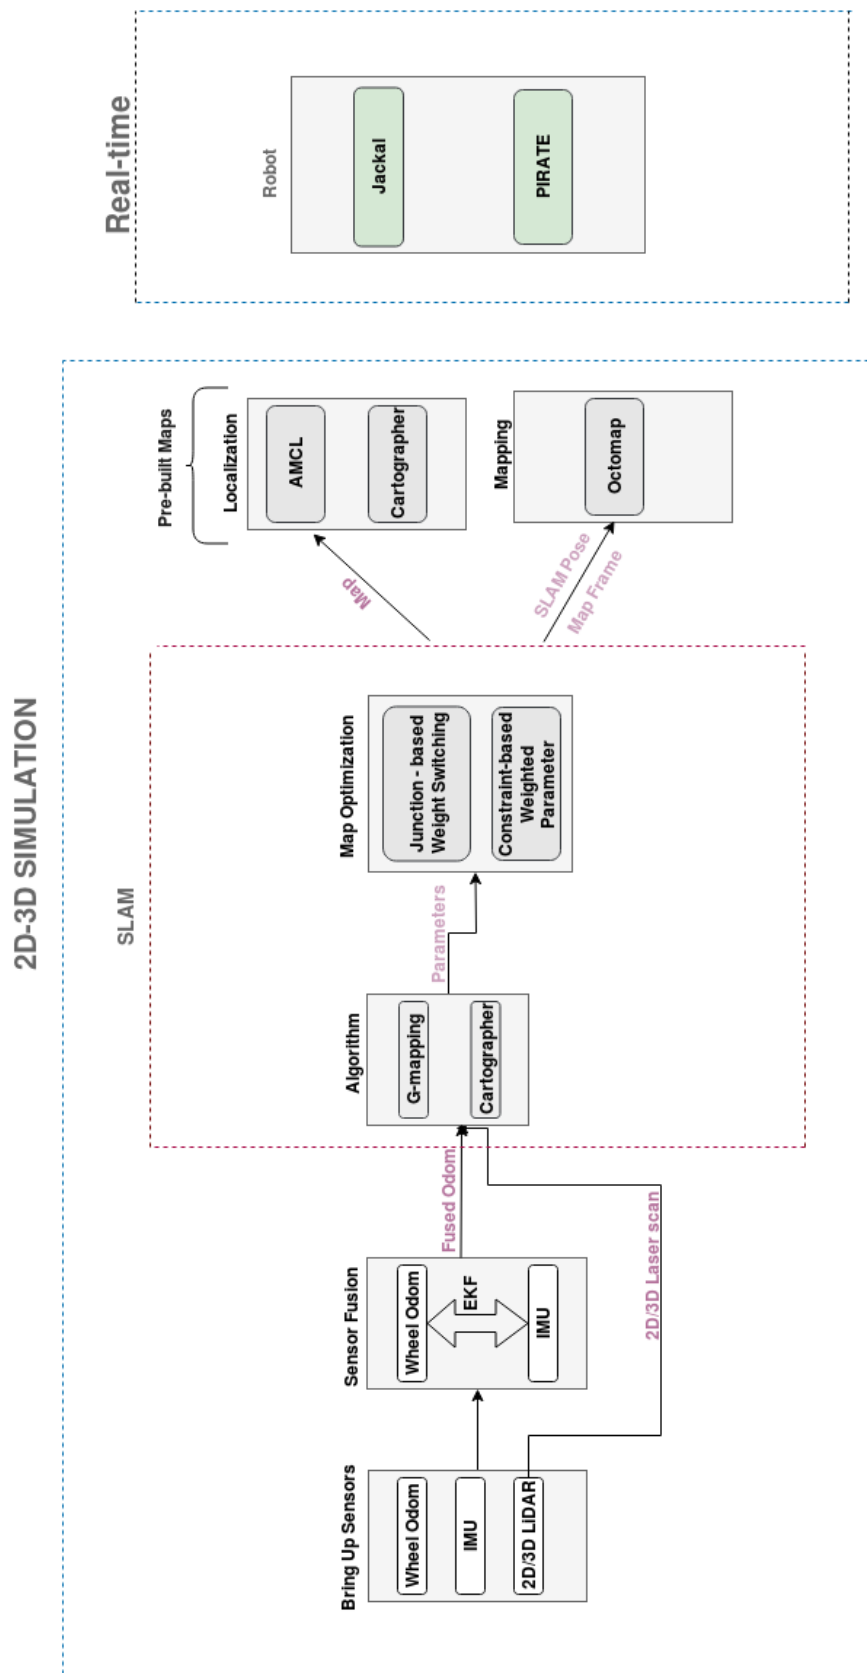 2D-3D SIMULATION
SLAM
Bring Up Sensors
Wheel Odom
IMU
2D/3D LiDAR
Sensor Fusion
Wheel Odom
EKF
IMU
Fused Odom
2D/3D Laser scan
Algorithm
G-mapping
Cartographer
Parameters
Map Optimization
Junction - based
Weight Switching
Constraint-based
Weighted
Parameter
Map
SLAM Pose
Map Frame
Pre-built Maps
Localization
AMCL
Cartographer
Mapping
Octomap
Real-time
Robot
Jackal
PIRATE